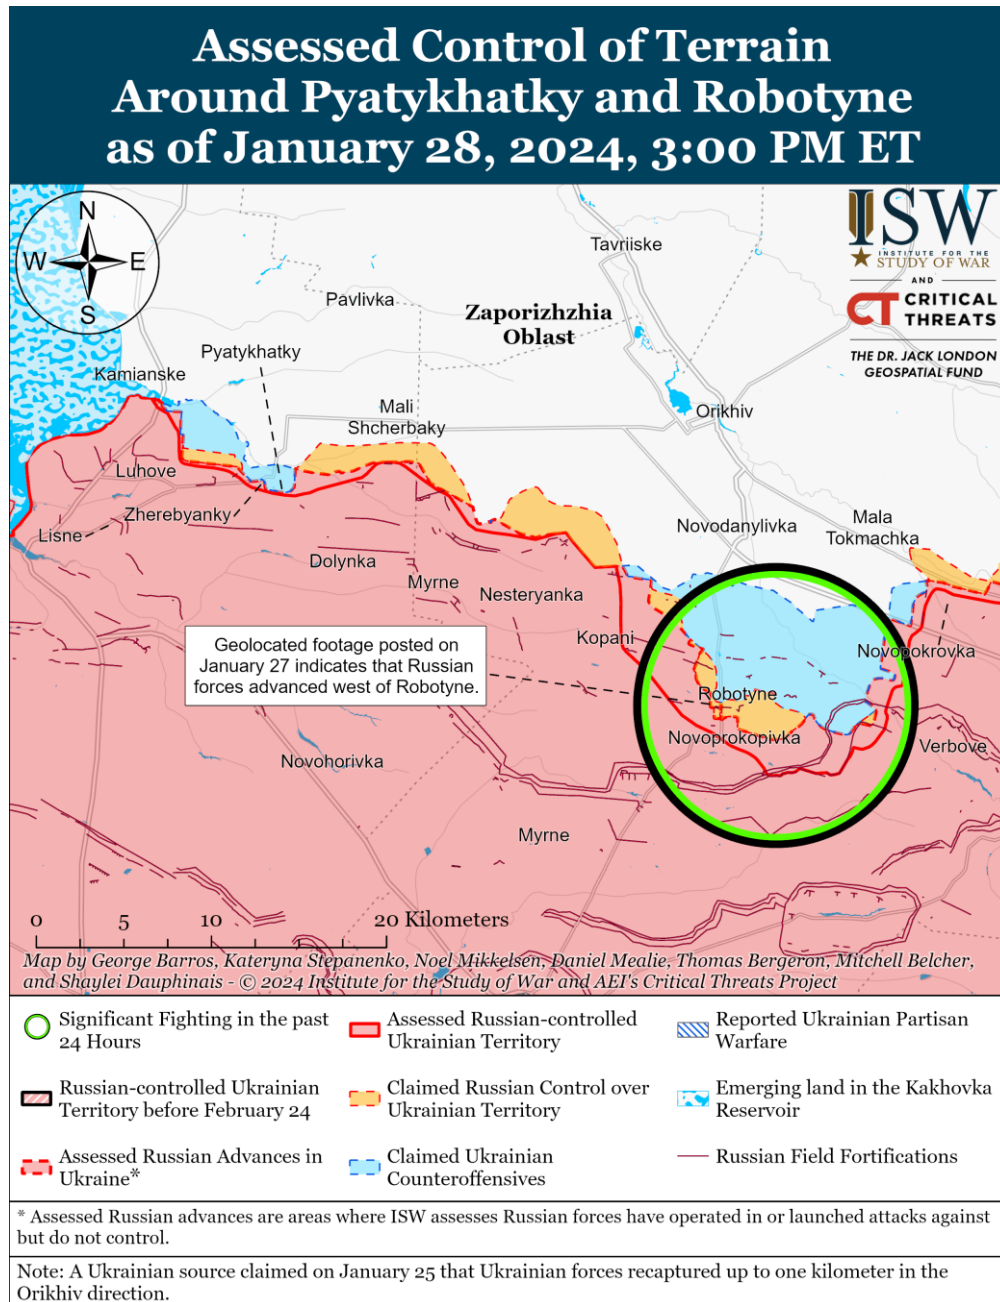 Assessed Control of Terrain
Around Pyatykhatky and Robotyne
as of January 28, 2024, 3:00 PM ET
N
W
E
S
ISW
INSTITUTE FOR THE
STUDY OF WAR
AND
CT CRITICAL
THREATS
THE DR. JACK LONDON
GEOSPATIAL FUND
Tavriiske
Pavlivka
Zaporizhzhia
Oblast
Pyatykhatky
Kamianske
Mali
Shcherbaky
Orikhiv
Luhove
Zherebyanky
Lisne
Novodanylivka
Mala
Tokmachka
Dolynka
Myrne
Nesteryanka
Kopani
Novopokrovka
Geolocated footage posted on
January 27 indicates that Russian
forces advanced west of Robotyne.
Robotyne
Novoprokopivka
Verbove
Novohorivka
Myrne
0 5 10 20 Kilometers
Map by George Barros, Kateryna Stepanenko, Noel Mikkelsen, Daniel Mealie, Thomas Bergeron, Mitchell Belcher,
and Shaylei Dauphinais - © 2024 Institute for the Study of War and AEI's Critical Threats Project
Significant Fighting in the past
24 Hours
Assessed Russian-controlled
Ukrainian Territory
Reported Ukrainian Partisan
Warfare
Russian-controlled Ukrainian
Territory before February 24
Claimed Russian Control over
Ukrainian Territory
Emerging land in the Kakhovka
Reservoir
Assessed Russian Advances in
Ukraine*
Claimed Ukrainian
Counteroffensives
Russian Field Fortifications
* Assessed Russian advances are areas where ISW assesses Russian forces have operated in or launched attacks against
but do not control.
Note: A Ukrainian source claimed on January 25 that Ukrainian forces recaptured up to one kilometer in the
Orikhiv direction.